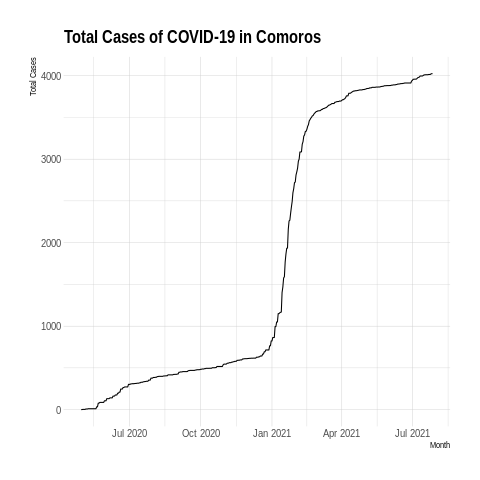 Total Cases of COVID-19 in Comoros
Total Cases
4000
3000
2000
1000
0
Jul 2020 Oct 2020 Jan 2021 Apr 2021 Jul 2021
Month